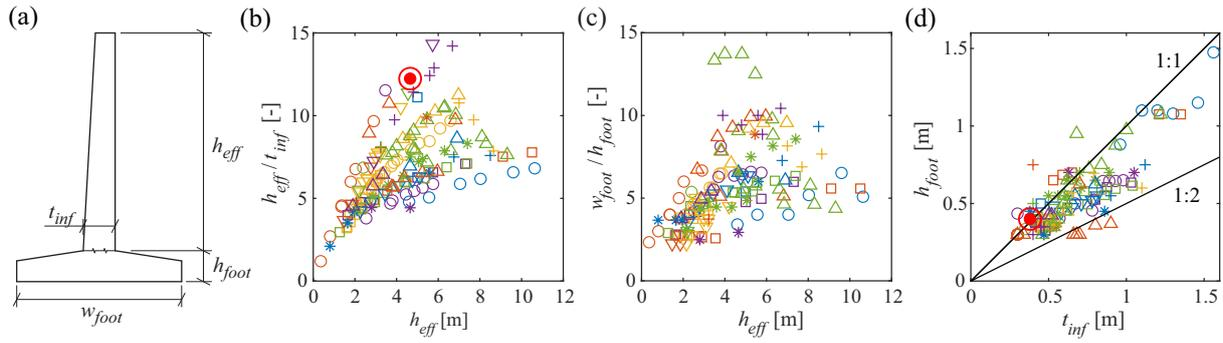 (a)
h_eff
t_inf
h_foot
w_foot
(b)
15
10
5
0
0 2 4 6 8 10 12
h_eff / t_inf [-]
h_eff [m]
(c)
15
10
5
0
0 2 4 6 8 10 12
w_foot / h_foot [-]
h_eff [m]
(d)
1.5
1
0.5
0
0 0.5 1 1.5
h_foot [m]
t_inf [m]
1:1
1:2